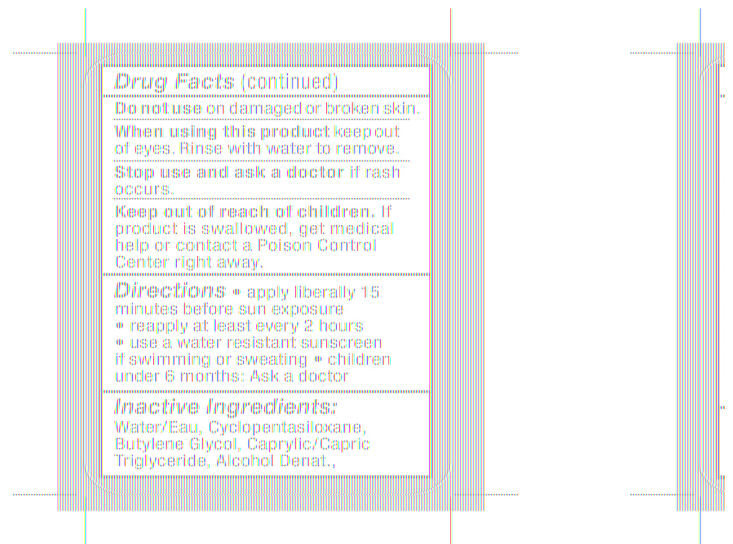 Drug Facts (continued)
Do not use on damaged or broken skin.
When using this product keep out
of eyes. Rinse with water to remove.
Stop use and ask a doctor if rash
occurs.
Keep out of reach of children. If
product is swallowed, get medical
help or contact a Poison Control
Center right away.
Directions • apply liberally 15
minutes before sun exposure
• reapply at least every 2 hours
• use a water resistant sunscreen
if swimming or sweating • children
under 6 months: Ask a doctor
Inactive Ingredients:
Water/Eau, Cyclopentasiloxane,
Butylene Glycol, Caprylic/Capric
Triglyceride, Alcohol Denat.,